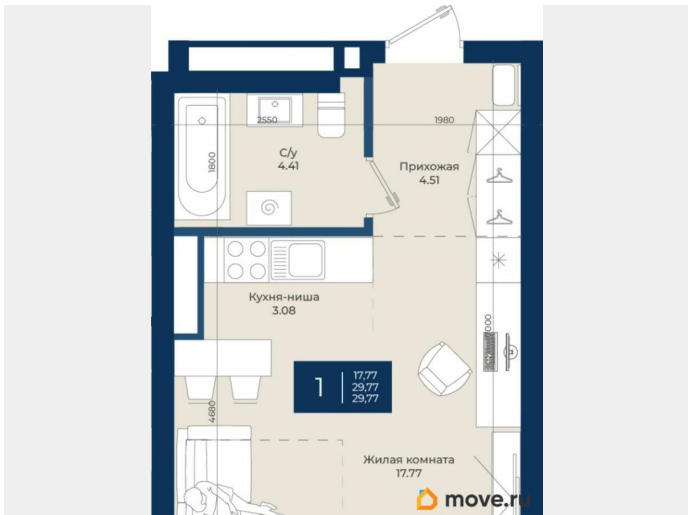 2550
1980
С/у
4.41
1800
Прихожая
4.51
Кухня-ниша
3.08
1
17,77
29,77
29,77
4680
Жилая комната
17.77
move.ru